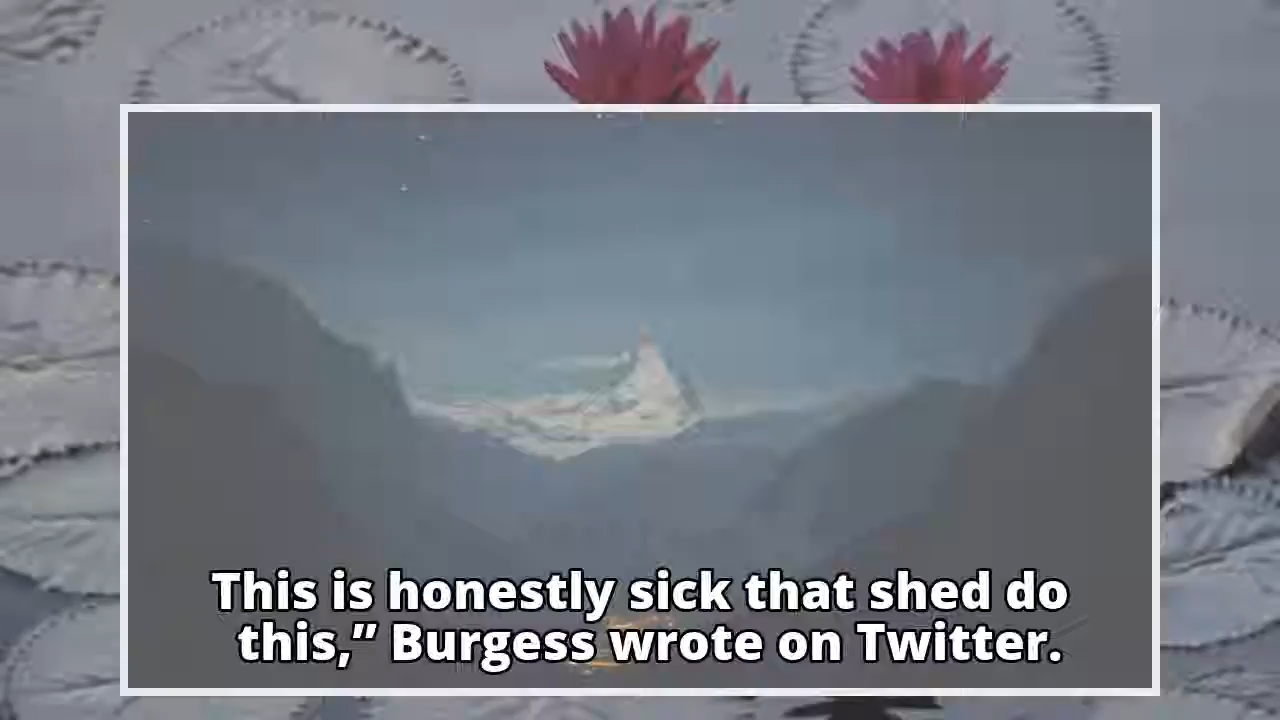 This is honestly sick that shed do
this,” Burgess wrote on Twitter.